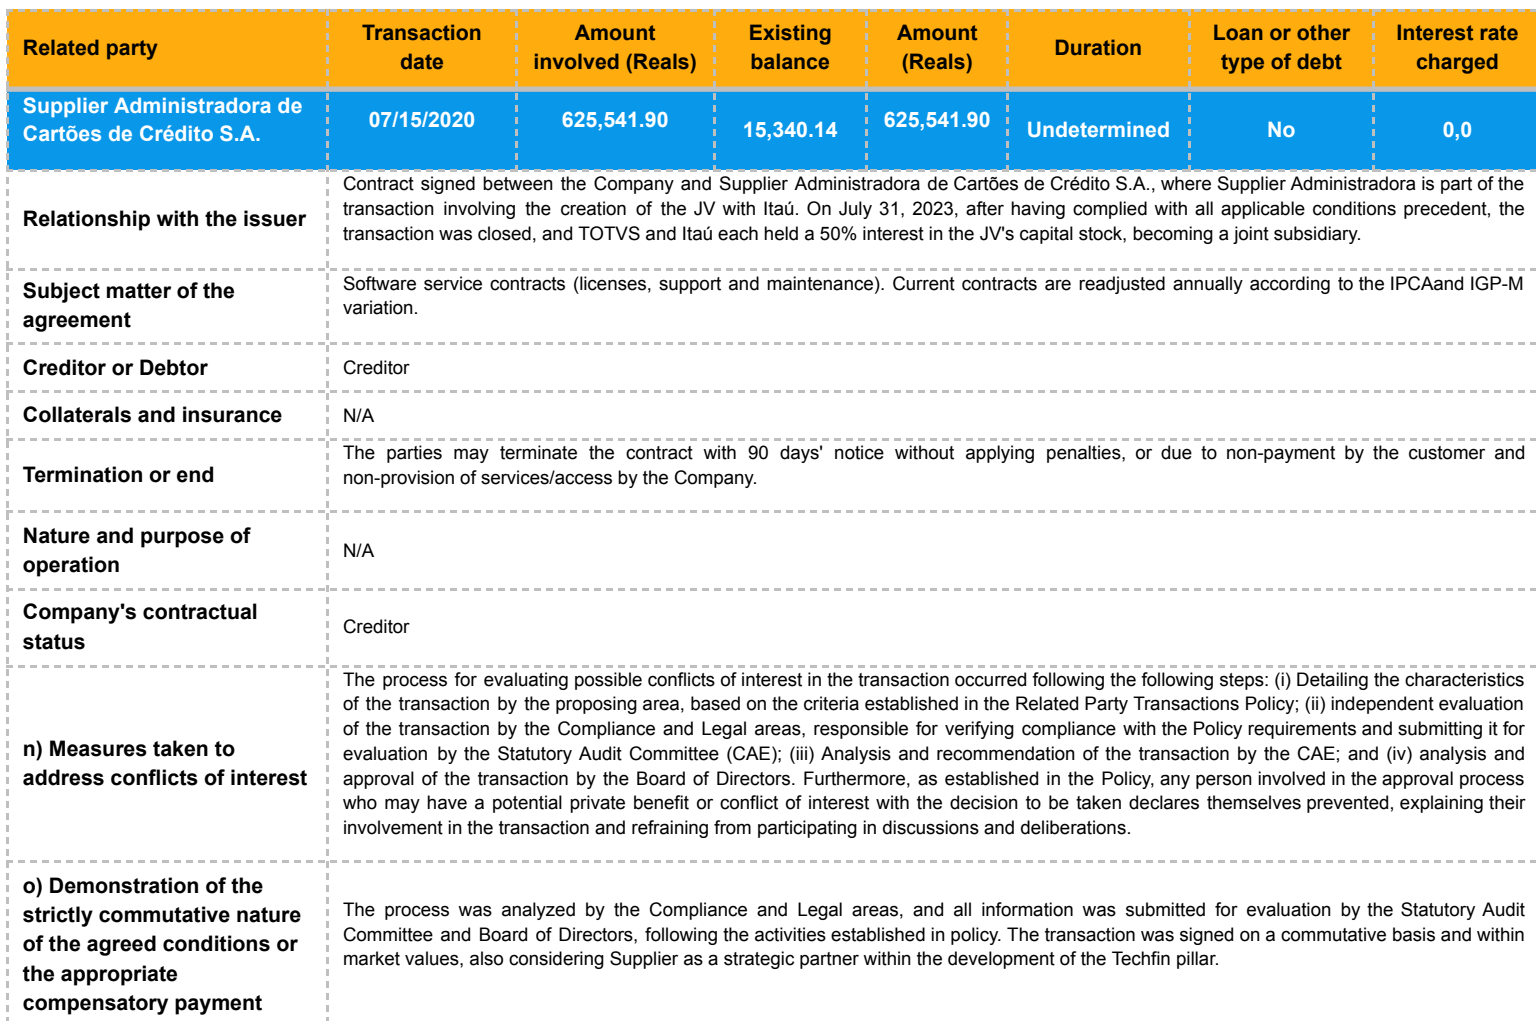 Related party
Transaction date
Amount involved (Reals)
Existing balance
Amount (Reals)
Duration
Loan or other type of debt
Interest rate charged
Supplier Administradora de
Cartões de Crédito S.A.
07/15/2020
625,541.90
15,340.14
625,541.90
Undetermined
No
0,0
Relationship with the issuer
Contract signed between the Company and Supplier Administradora de Cartões de Crédito S.A., where Supplier Administradora is part of the
transaction involving the creation of the JV with Itaú. On July 31, 2023, after having complied with all applicable conditions precedent, the
transaction was closed, and TOTVS and Itaú each held a 50% interest in the JV's capital stock, becoming a joint subsidiary.
Subject matter of the
agreement
Software service contracts (licenses, support and maintenance). Current contracts are readjusted annually according to the IPCAand IGP-M
variation.
Creditor or Debtor
Creditor
Collaterals and insurance
N/A
Termination or end
The parties may terminate the contract with 90 days' notice without applying penalties, or due to non-payment by the customer and
non-provision of services/access by the Company.
Nature and purpose of
operation
N/A
Company's contractual
status
Creditor
n) Measures taken to
address conflicts of interest
The process for evaluating possible conflicts of interest in the transaction occurred following the following steps: (i) Detailing the characteristics
of the transaction by the proposing area, based on the criteria established in the Related Party Transactions Policy; (ii) independent evaluation
of the transaction by the Compliance and Legal areas, responsible for verifying compliance with the Policy requirements and submitting it for
evaluation by the Statutory Audit Committee (CAE); (iii) Analysis and recommendation of the transaction by the CAE; and (iv) analysis and
approval of the transaction by the Board of Directors. Furthermore, as established in the Policy, any person involved in the approval process
who may have a potential private benefit or conflict of interest with the decision to be taken declares themselves prevented, explaining their
involvement in the transaction and refraining from participating in discussions and deliberations.
o) Demonstration of the
strictly commutative nature
of the agreed conditions or
the appropriate
compensatory payment
The process was analyzed by the Compliance and Legal areas, and all information was submitted for evaluation by the Statutory Audit
Committee and Board of Directors, following the activities established in policy. The transaction was signed on a commutative basis and within
market values, also considering Supplier as a strategic partner within the development of the Techfin pillar.